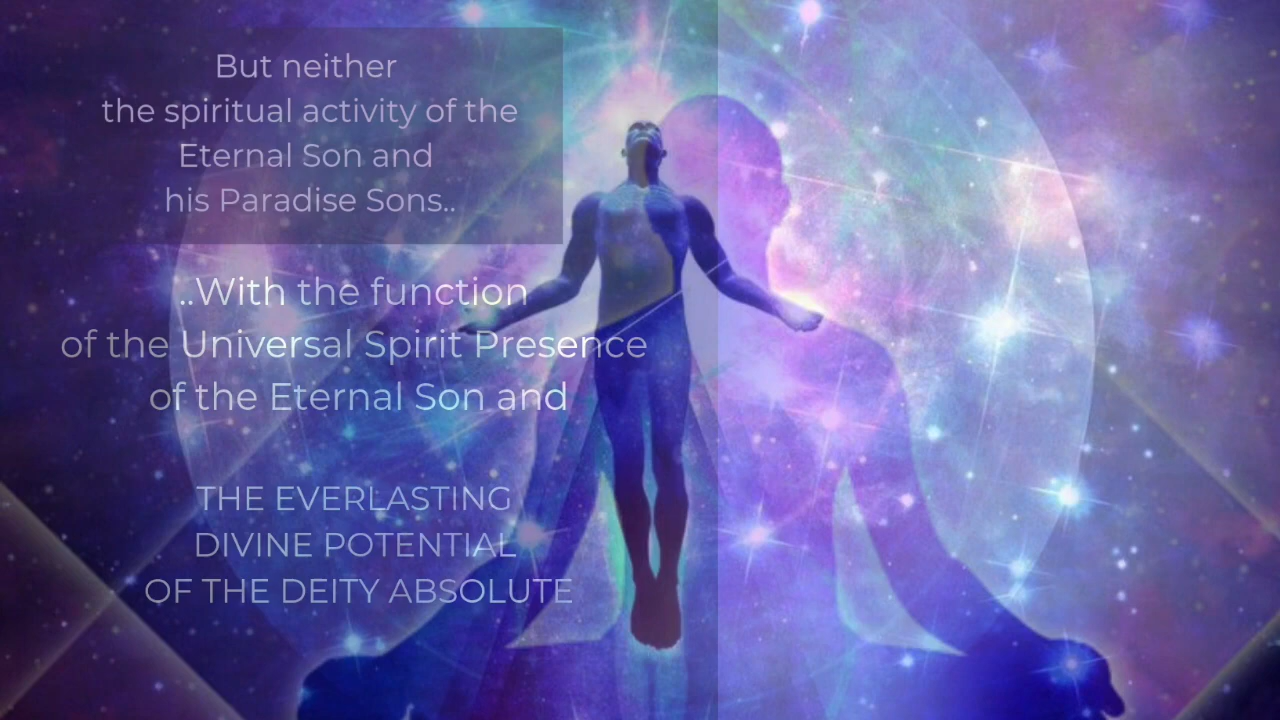 But neither
the spiritual activity of the
Eternal Son and
his Paradise Sons..
..With the function
of the Universal Spirit Presence
of the Eternal Son and
THE EVERLASTING
DIVINE POTENTIAL
OF THE DEITY ABSOLUTE